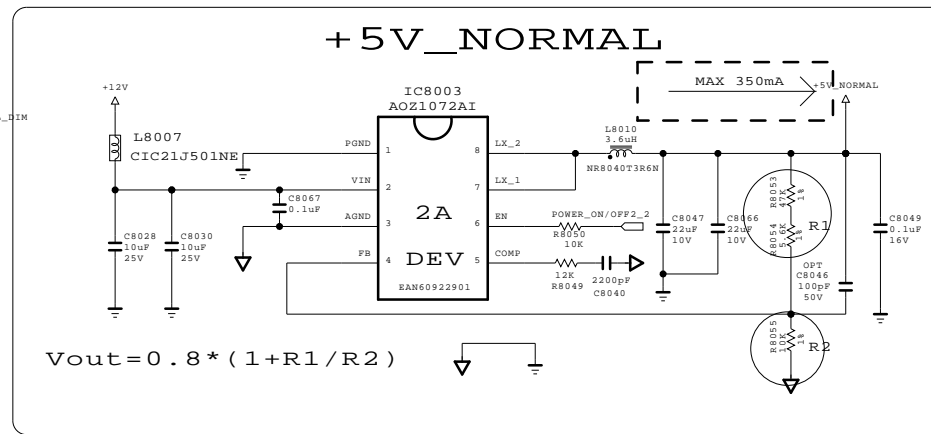 +5V_NORMAL
MAX 350mA
+5V_NORMAL
+12V
_DIM
IC8003
AOZ1072AI
L8007
CIC21J501NE
L8010
3.6uH
NR8040T3R6N
PGND
1
8
LX_2
VIN
2
7
LX_1
AGND
3
6
EN
FB
4
5
COMP
2A
DEV
EAN60922901
C8067
0.1uF
POWER_ON/OFF2_2
R8050
10K
12K
R8049
2200pF
C8040
C8028
10uF
25V
C8030
10uF
25V
C8047
22uF
10V
C8066
22uF
10V
R8053
47K
1%
R8054
5.6K
1%
R1
C8049
0.1uF
16V
OPT
C8046
100pF
50V
R8055
10K
1%
R2
Vout=0.8*(1+R1/R2)